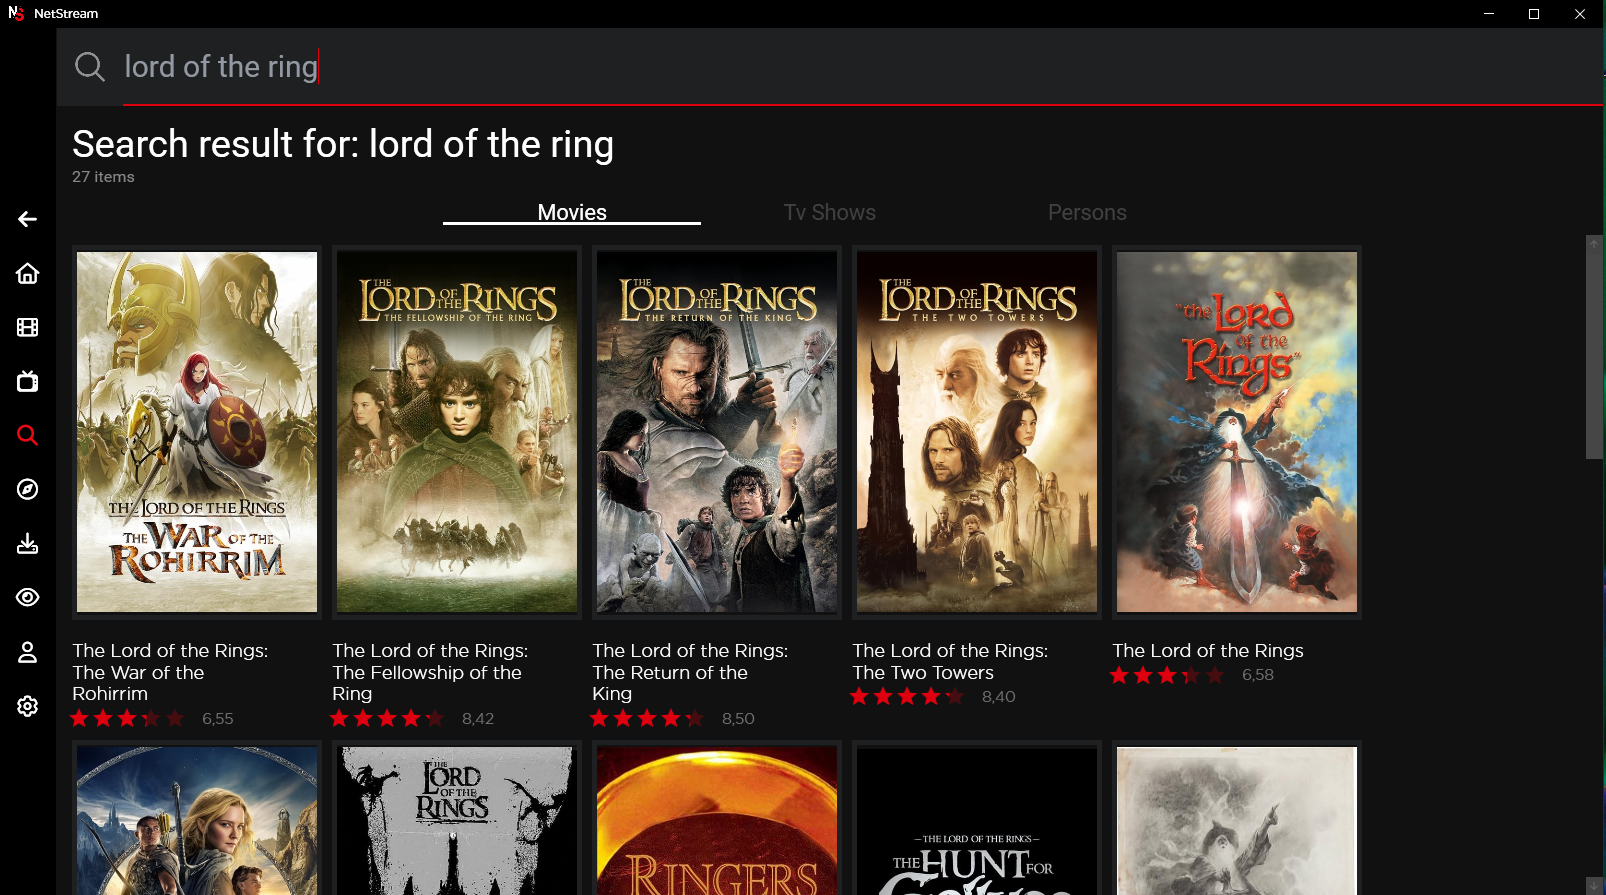 NetStream
lord of the ring
Search result for: lord of the ring
27 items
Movies
Tv Shows
Persons
THE LORD OF THE RINGS
THE WAR OF THE
ROHIRRIM
THE
LORD OF THE RINGS
THE FELLOWSHIP OF THE RING
THE
LORD OF THE RINGS
THE RETURN OF THE KING
THE
LORD OF THE RINGS
THE TWO TOWERS
"the Lord
of the
Rings"
The Lord of the Rings:
The War of the
Rohirrim
6,55
The Lord of the Rings:
The Fellowship of the
Ring
8,42
The Lord of the Rings:
The Return of the
King
8,50
The Lord of the Rings:
The Two Towers
8,40
The Lord of the Rings
6,58
THE
LORD
OF THE
RINGS
RINGERS
THE LORD OF THE RINGS
THE HUNT FOR